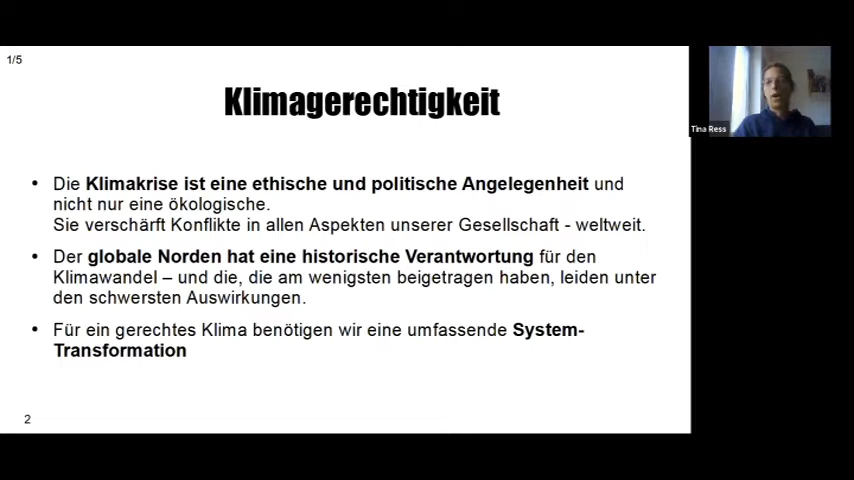 1/5
Klimagerechtigkeit
• Die Klimakrise ist eine ethische und politische Angelegenheit und
nicht nur eine ökologische.
Sie verschärft Konflikte in allen Aspekten unserer Gesellschaft - weltweit.
• Der globale Norden hat eine historische Verantwortung für den
Klimawandel – und die, die am wenigsten beigetragen haben, leiden unter
den schwersten Auswirkungen.
• Für ein gerechtes Klima benötigen wir eine umfassende System-
Transformation
2
Tina Ress